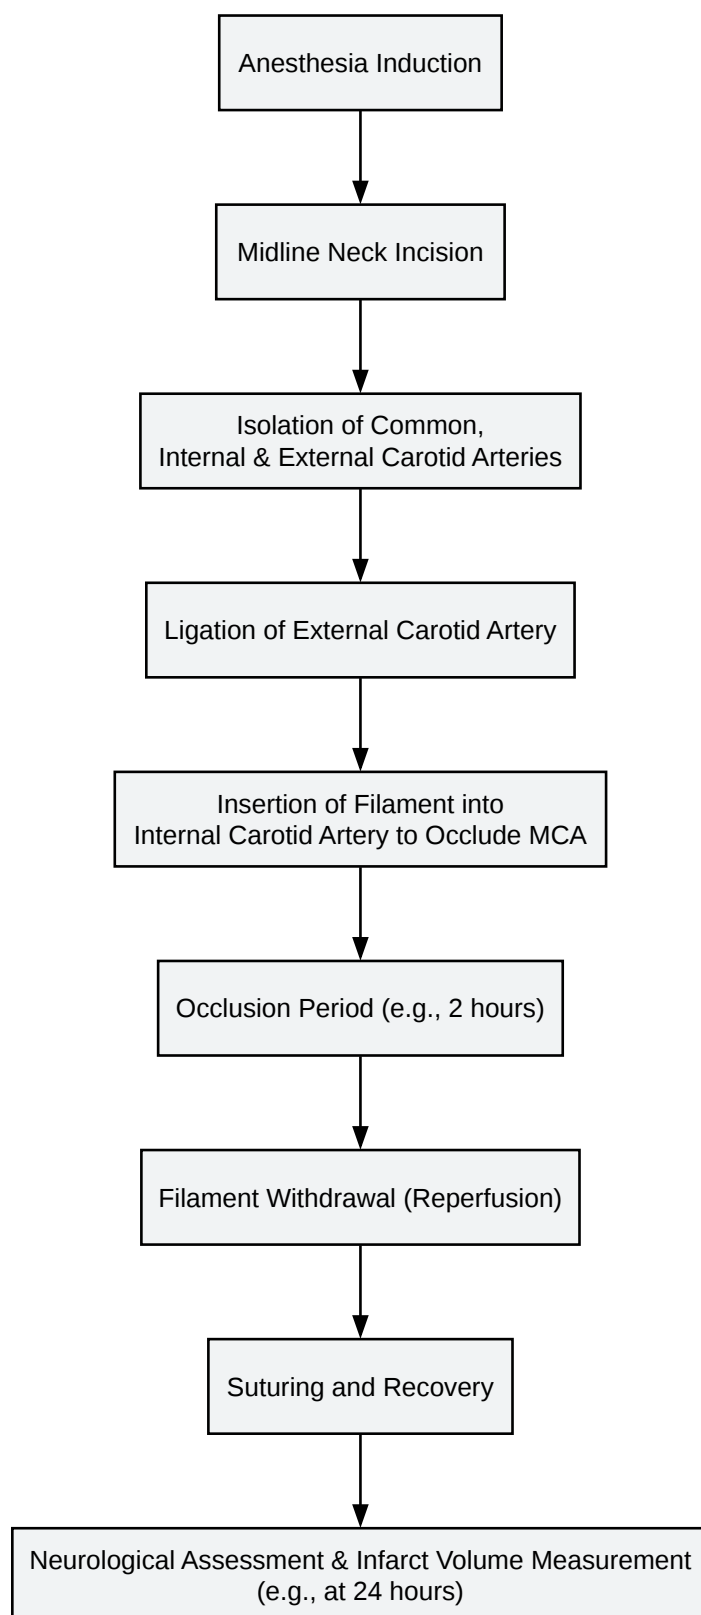 Anesthesia Induction
Midline Neck Incision
Isolation of Common,
Internal & External Carotid Arteries
Ligation of External Carotid Artery
Insertion of Filament into
Internal Carotid Artery to Occlude MCA
Occlusion Period (e.g., 2 hours)
Filament Withdrawal (Reperfusion)
Suturing and Recovery
Neurological Assessment & Infarct Volume Measurement
(e.g., at 24 hours)